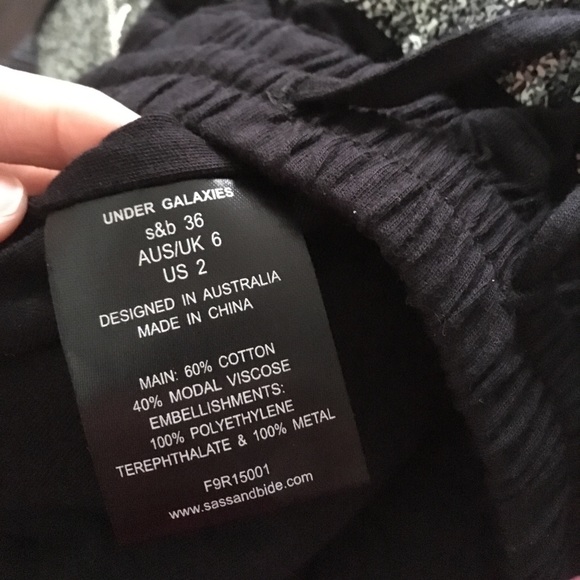 UNDER GALAXIES
s&b 36
AUS/UK 6
US 2
DESIGNED IN AUSTRALIA
MADE IN CHINA
MAIN: 60% COTTON
40% MODAL VISCOSE
EMBELLISHMENTS:
100% POLYETHYLENE
TEREPHTHALATE & 100% METAL
F9R15001
www.sassandbide.com